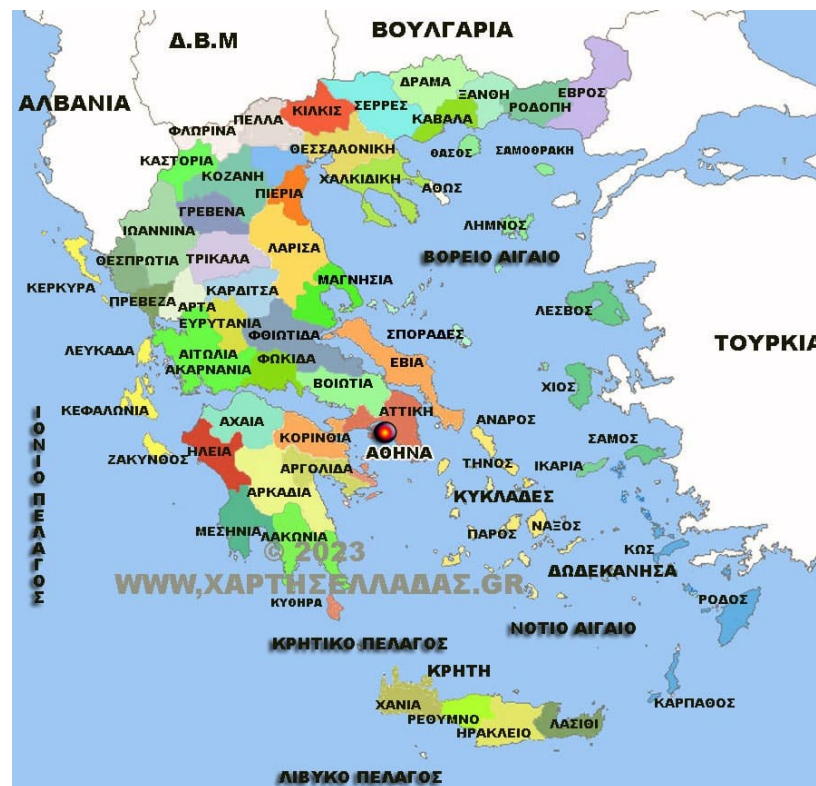 Δ.Β.Μ
ΒΟΥΛΓΑΡΙΑ
ΑΛΒΑΝΙΑ
ΔΡΑΜΑ
ΞΑΝΘΗ
ΕΒΡΟΣ
ΡΟΔΟΠΗ
ΣΕΡΡΕΣ
ΚΙΛΚΙΣ
ΚΑΒΑΛΑ
ΠΕΛΛΑ
ΦΛΩΡΙΝΑ
ΘΕΣΣΑΛΟΝΙΚΗ
ΘΑΣΟΣ
ΣΑΜΟΘΡΑΚΗ
ΚΑΣΤΟΡΙΑ
ΚΟΖΑΝΗ
ΧΑΛΚΙΔΙΚΗ
ΑΘΩΣ
ΠΙΕΡΙΑ
ΓΡΕΒΕΝΑ
ΛΗΜΝΟΣ
ΙΩΑΝΝΙΝΑ
ΛΑΡΙΣΑ
ΒΟΡΕΙΟ ΑΙΓΑΙΟ
ΘΕΣΠΡΩΤΙΑ
ΤΡΙΚΑΛΑ
ΜΑΓΝΗΣΙΑ
ΚΕΡΚΥΡΑ
ΚΑΡΔΙΤΣΑ
ΠΡΕΒΕΖΑ
ΑΡΤΑ
ΛΕΣΒΟΣ
ΕΥΡΥΤΑΝΙΑ
ΦΘΙΩΤΙΔΑ
ΣΠΟΡΑΔΕΣ
ΤΟΥΡΚΙΑ
ΛΕΥΚΑΔΑ
ΑΙΤΩΛΙΑ
ΑΚΑΡΝΑΝΙΑ
ΦΩΚΙΔΑ
ΕΒΙΑ
ΒΟΙΩΤΙΑ
ΧΙΟΣ
ΚΕΦΑΛΩΝΙΑ
ΑΧΑΙΑ
ΑΤΤΙΚΗ
ΑΝΔΡΟΣ
ΚΟΡΙΝΘΙΑ
ΣΑΜΟΣ
ΗΛΕΙΑ
ΑΘΗΝΑ
ΖΑΚΥΝΘΟΣ
ΑΡΓΟΛΙΔΑ
ΤΗΝΟΣ
ΙΚΑΡΙΑ
ΑΡΚΑΔΙΑ
ΚΥΚΛΑΔΕΣ
ΙΟΝΙΟ ΠΕΛΑΓΟΣ
ΜΕΣΗΝΙΑ
ΛΑΚΩΝΙΑ
ΠΑΡΟΣ
ΝΑΞΟΣ
ΚΩΣ
© 2023
WWW,ΧΑΡΤΗΣΕΛΛΑΔΑΣ.GR
ΔΩΔΕΚΑΝΗΣΑ
ΚΥΘΗΡΑ
ΡΟΔΟΣ
ΝΟΤΙΟ ΑΙΓΑΙΟ
ΚΡΗΤΙΚΟ ΠΕΛΑΓΟΣ
ΚΡΗΤΗ
ΚΑΡΠΑΘΟΣ
ΧΑΝΙΑ
ΡΕΘΥΜΝΟ
ΛΑΣΙΘΙ
ΗΡΑΚΛΕΙΟ
ΛΙΒΥΚΟ ΠΕΛΑΓΟΣ